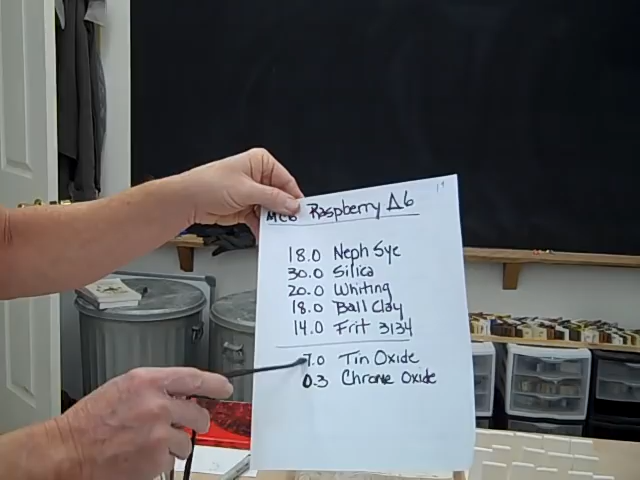 MC6 Raspberry Δ6
18.0 Neph Sye
30.0 Silica
20.0 Whiting
18.0 Ball Clay
14.0 Frit 3134
7.0 Tin Oxide
0.3 Chrome Oxide